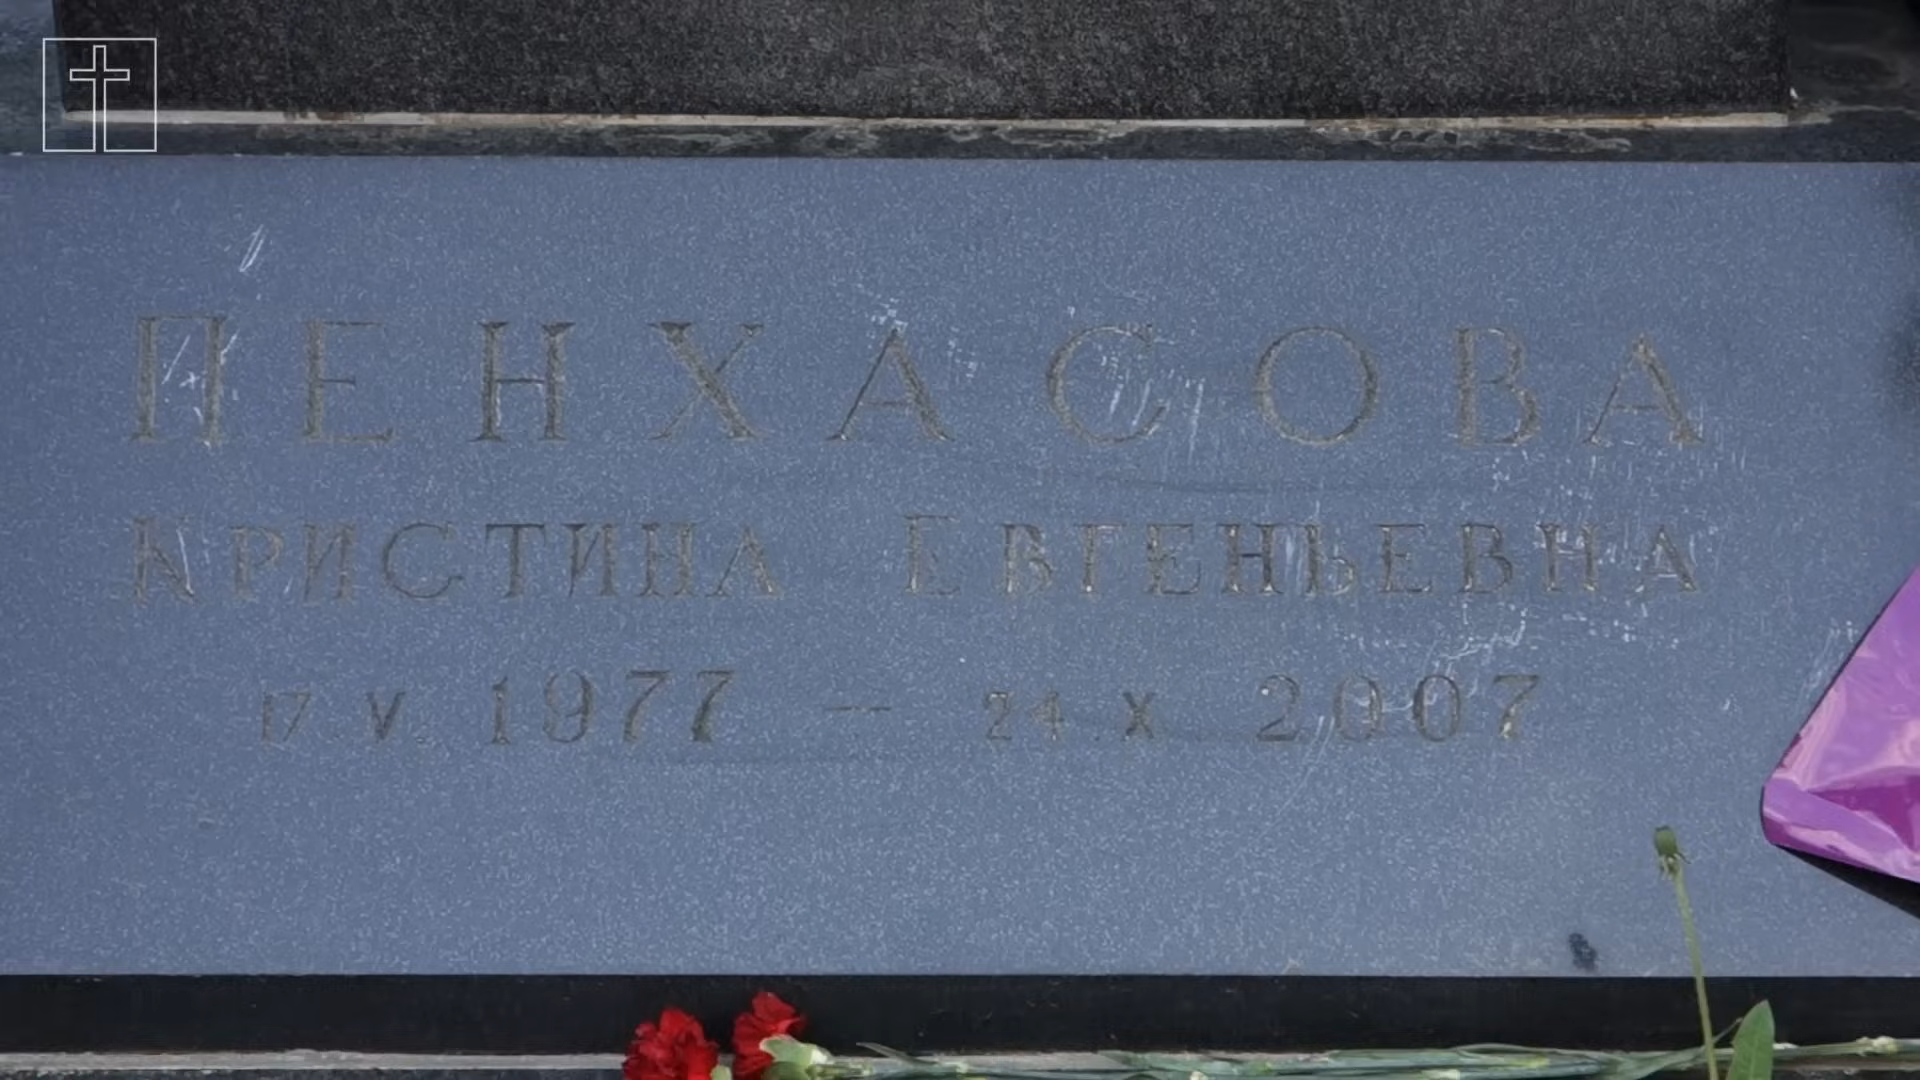 ПЕНХАСОВА
КРИСТИНА ЕВГЕНЬЕВНА
17. V. 1977 — 24. X. 2007